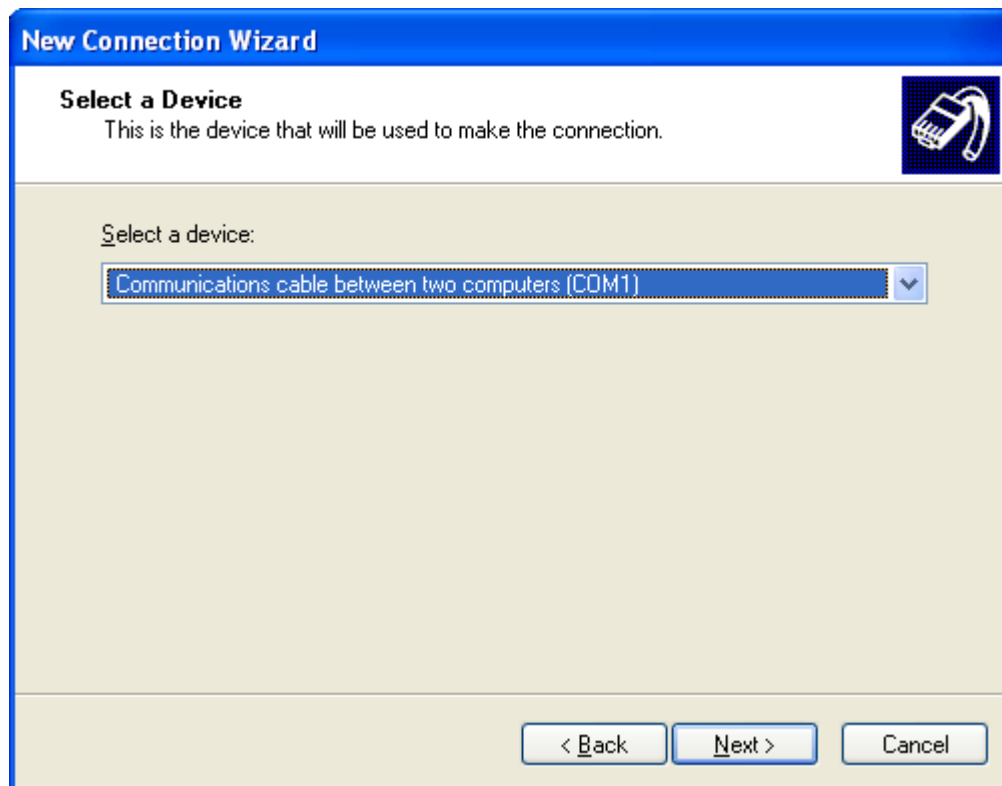 New Connection Wizard
Select a Device
This is the device that will be used to make the connection.
Select a device:
Communications cable between two computers (COM1)
< Back
Next >
Cancel